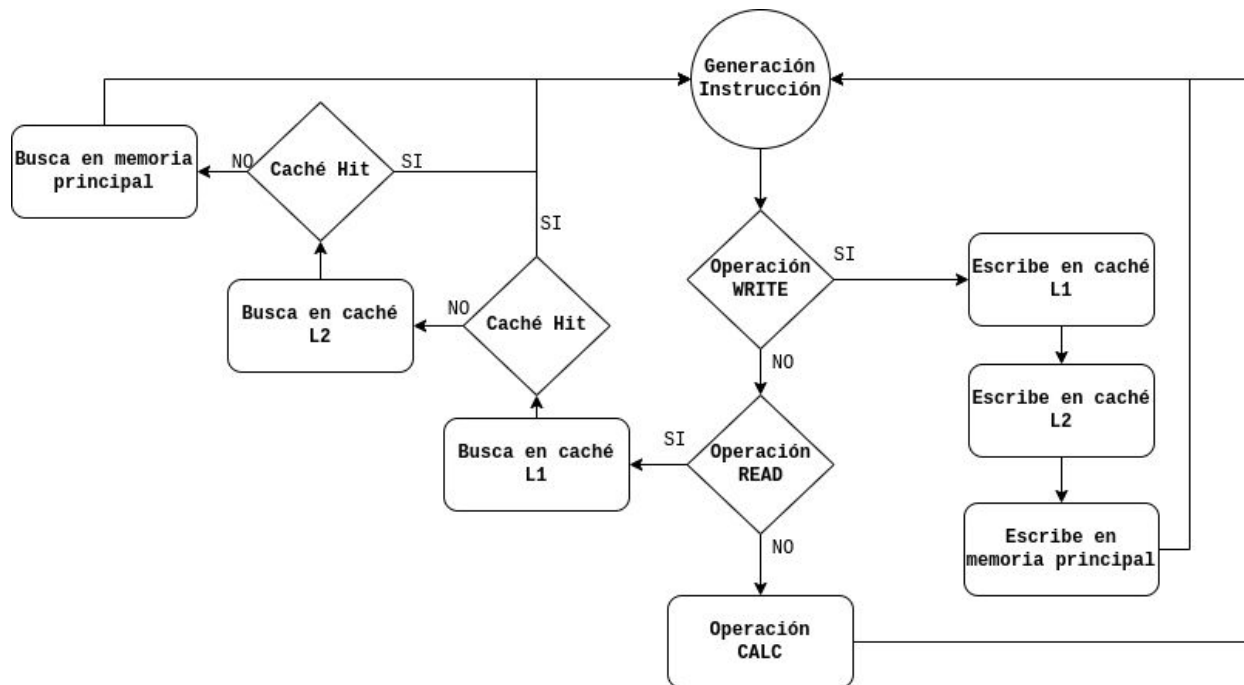 Generación
Instrucción
Busca en memoria
principal
NO
Caché Hit
SI
SI
Operación
WRITE
SI
Escribe en caché
L1
Busca en caché
L2
NO
Caché Hit
NO
Escribe en caché
L2
Busca en caché
L1
SI
Operación
READ
Escribe en
memoria principal
NO
Operación
CALC